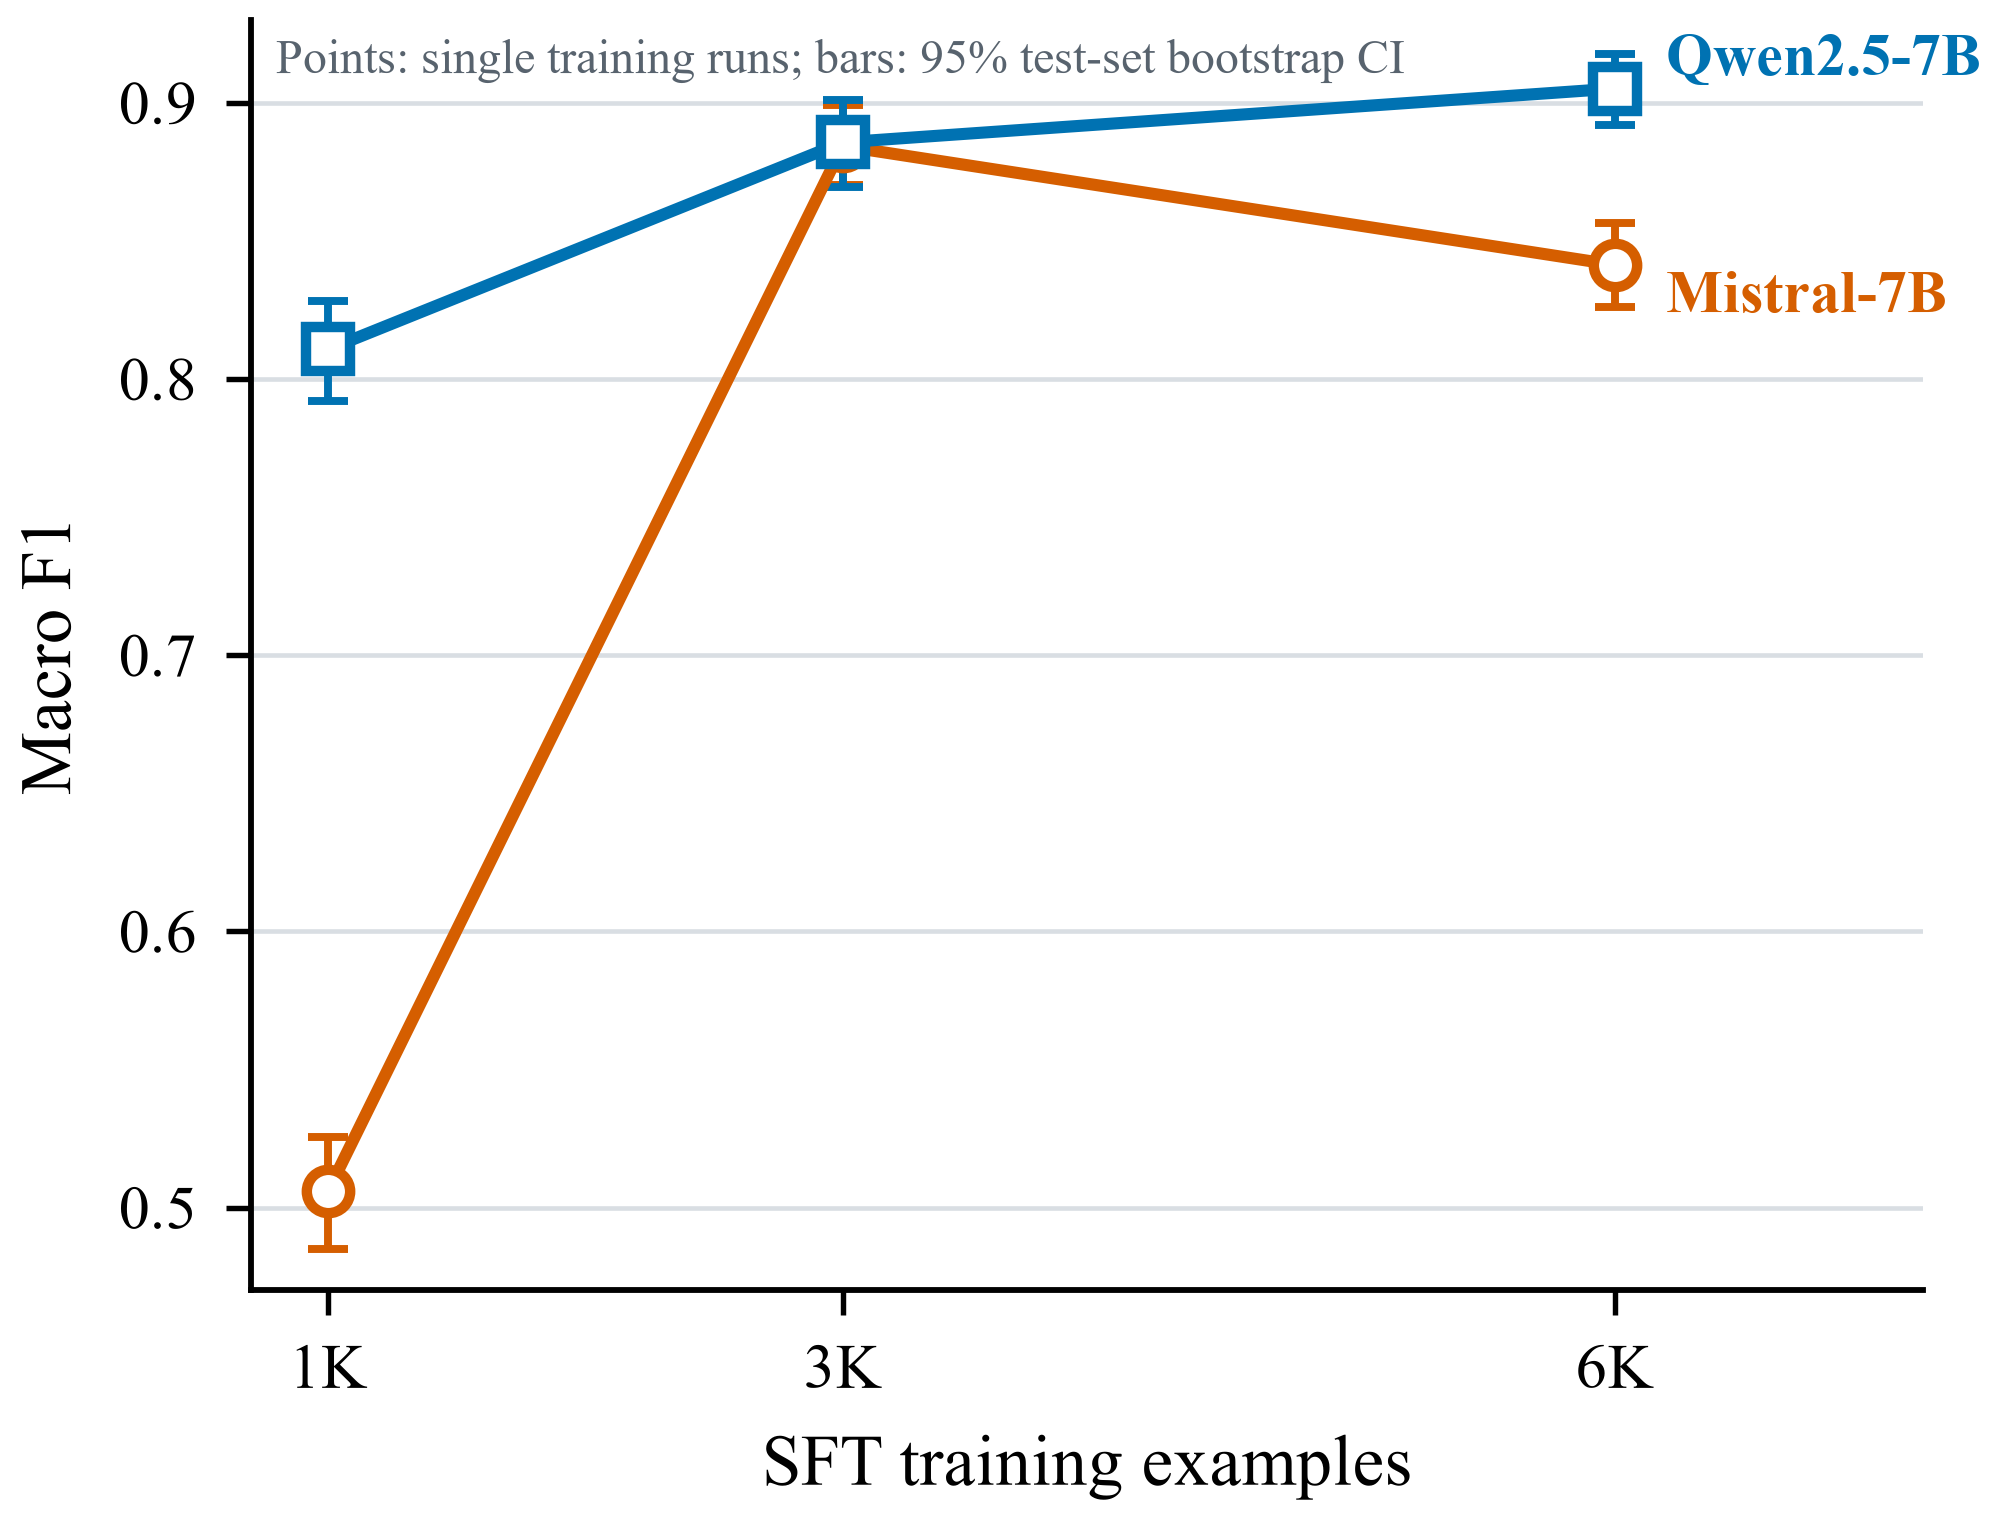 Points: single training runs; bars: 95% test-set bootstrap CI
Qwen2.5-7B
Mistral-7B
Macro F1
0.9
0.8
0.7
0.6
0.5
1K 3K 6K
SFT training examples